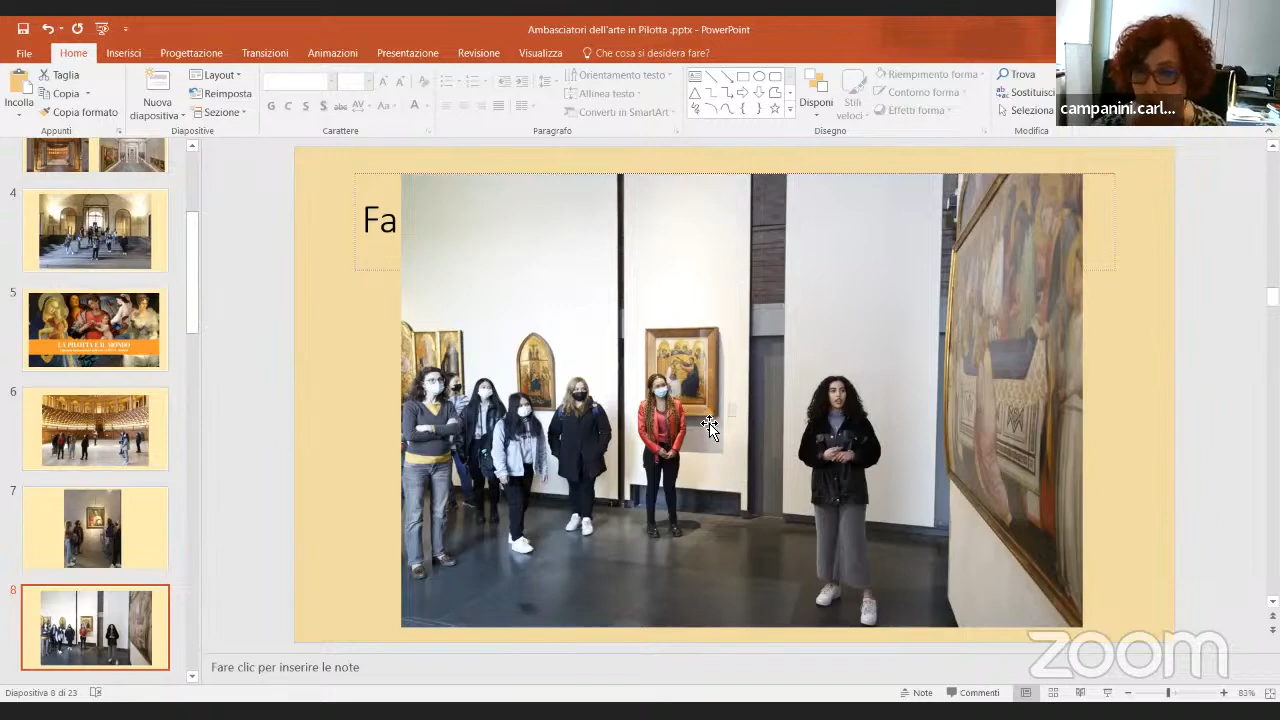 Ambasciatori dell'arte in Pilotta .pptx - PowerPoint
File Home Inserisci Progettazione Transizioni Animazioni Presentazione Revisione Visualizza Che cosa si desidera fare?
Incolla
Taglia
Copia
Copia formato
Appunti
Nuova diapositiva
Layout
Reimposta
Sezione
Diapositive
G C S S abc AV Aa A
Carattere
Orientamento testo
Allinea testo
Converti in SmartArt
Paragrafo
Disponi
Stili veloci
Riempimento forma
Contorno forma
Effetto forma
Disegno
Trova
Sostituisci
Seleziona
Modifica
campanini.carl...
4
5
LA PILOTTA E IL MONDO
6
7
8
Fa
zoom
Fare clic per inserire le note
Diapositiva 8 di 23
Note
Commenti
83%